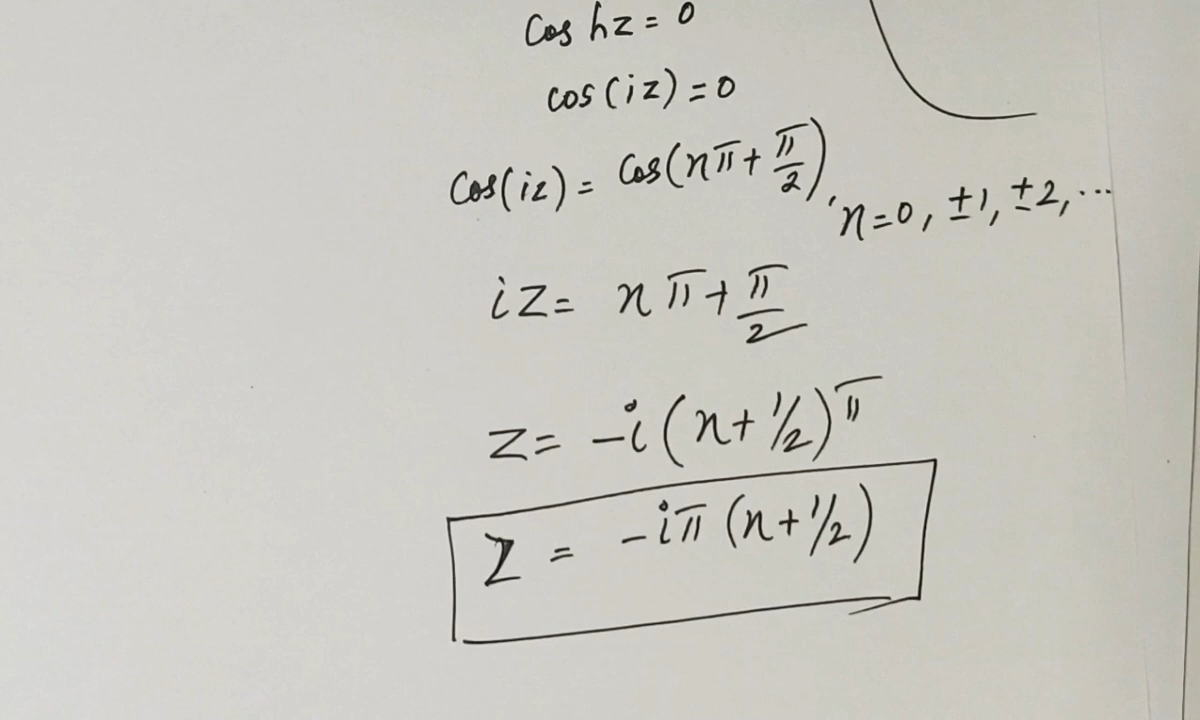 Cos hz = 0
cos(iz) = 0
Cos(iz) = Cos(nπ + π/2), n=0, ±1, ±2, ...
iz = nπ + π/2
z = -i(n+1/2)π
Z = -iπ(n+1/2)